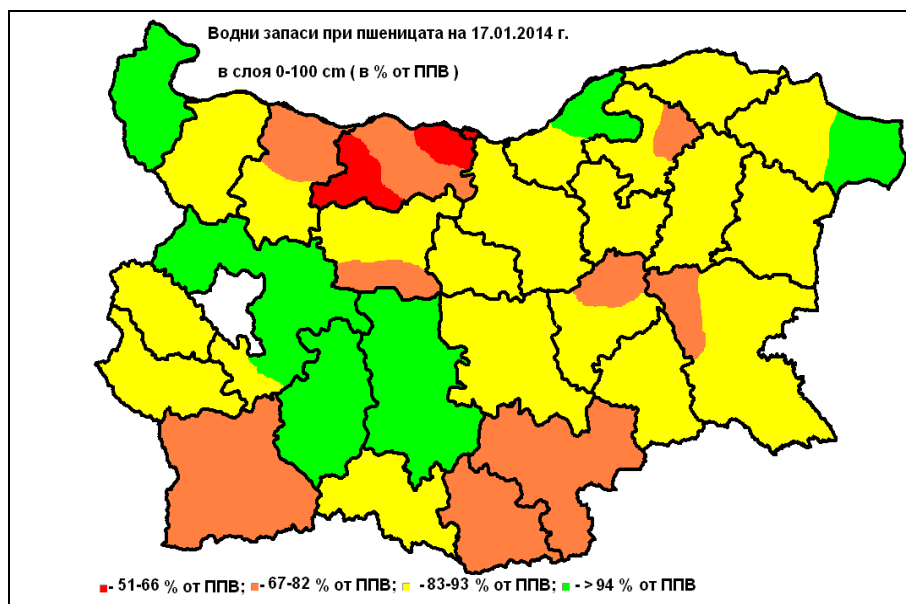 Водни запаси при пшеницата на 17.01.2014 г.
в слоя 0-100 cm ( в % от ППВ )
- 51-66 % от ППВ; - 67-82 % от ППВ; - 83-93 % от ППВ; - >94 % от ППВ